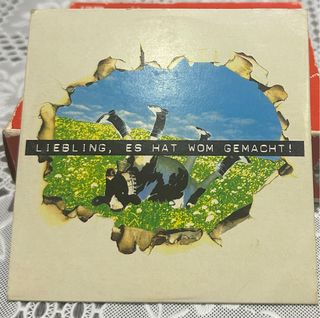 LIEBLING, ES HAT WOM GEMACHT!